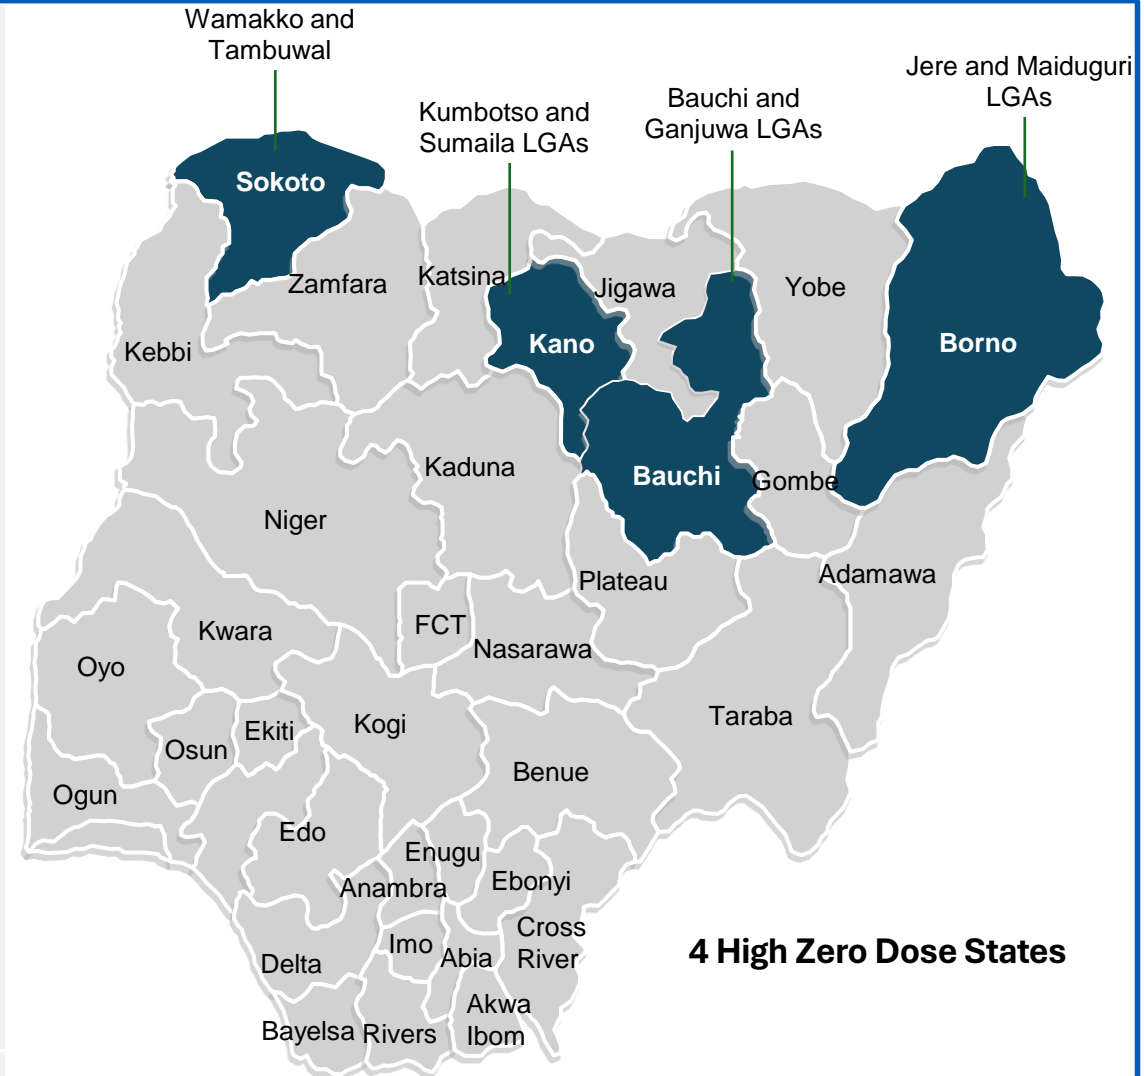 Wamakko and
Tambuwal
Jere and Maiduguri
LGAs
Kumbotso and
Sumaila LGAs
Bauchi and
Ganjuwa LGAs
Sokoto
Zamfara
Katsina
Jigawa
Yobe
Kebbi
Kano
Borno
Kaduna
Bauchi
Gombe
Niger
Plateau
Adamawa
FCT
Kwara
Nasarawa
Oyo
Taraba
Kogi
Ekiti
Osun
Benue
Ogun
Edo
Enugu
Anambra
Ebonyi
Cross
River
Imo
Abia
Delta
4 High Zero Dose States
Akwa
Ibom
Bayelsa
Rivers